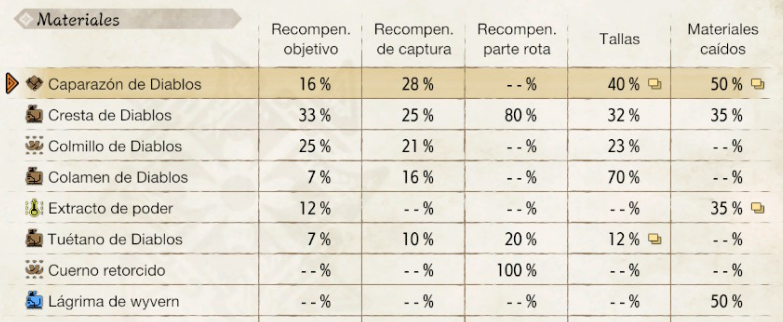 Materiales
Recompen. objetivo Recompen. de captura Recompen. parte rota Tallas Materiales caídos
Caparazón de Diablos 16 % 28 % - - % 40 % 50 %
Cresta de Diablos 33 % 25 % 80 % 32 % 35 %
Colmillo de Diablos 25 % 21 % - - % 23 % - - %
Colamen de Diablos 7 % 16 % - - % 70 % - - %
Extracto de poder 12 % - - % - - % - - % 35 %
Tuétano de Diablos 7 % 10 % 20 % 12 % - - %
Cuerno retorcido - - % - - % 100 % - - % - - %
Lágrima de wyvern - - % - - % - - % - - % 50 %